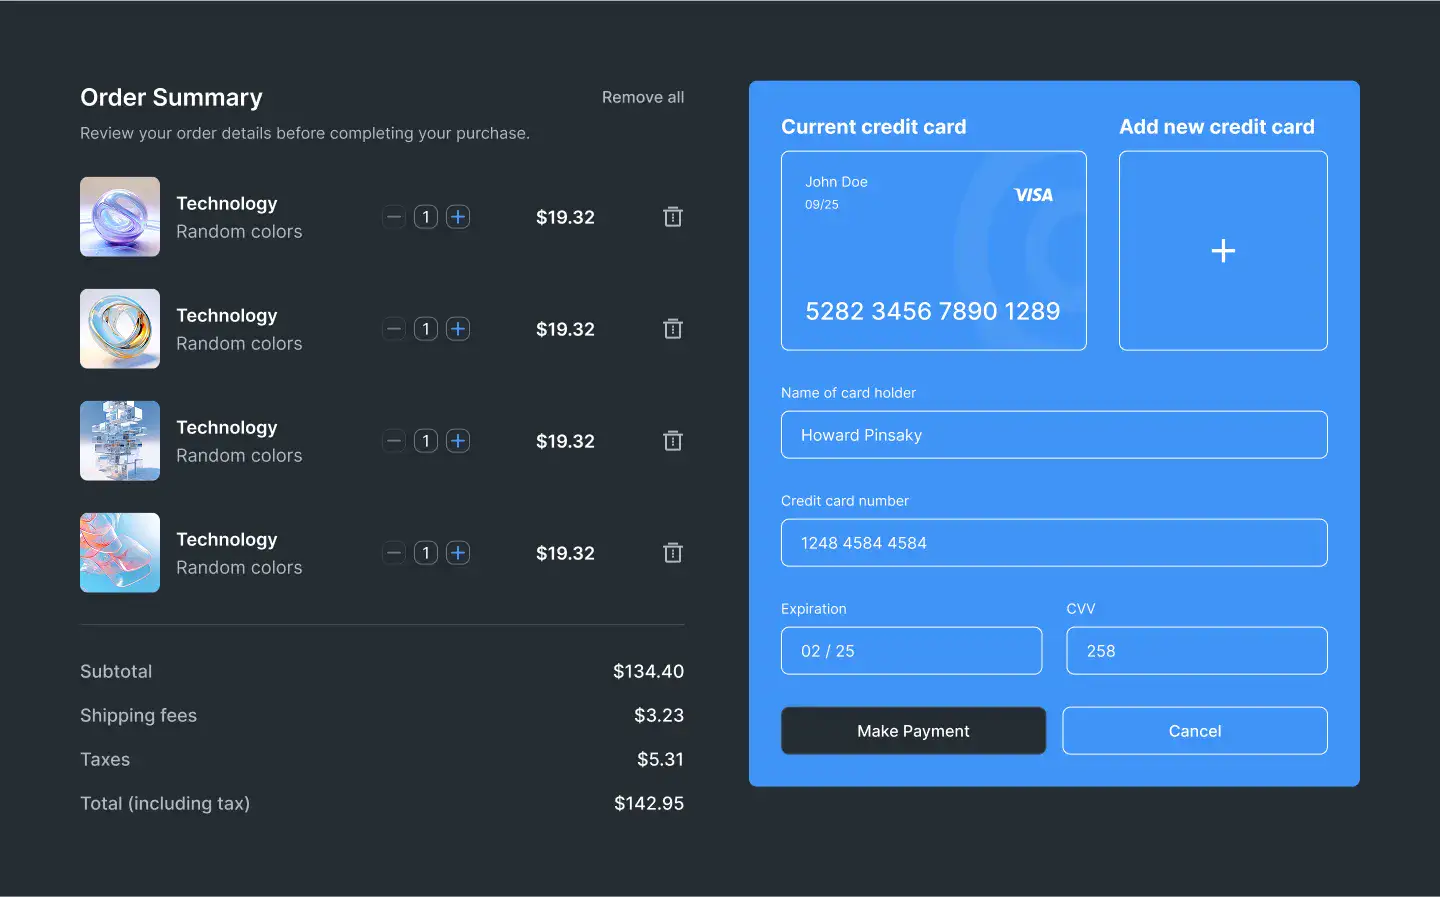 Order Summary
Remove all
Review your order details before completing your purchase.
Technology
Random colors
1
$19.32
Technology
Random colors
1
$19.32
Technology
Random colors
1
$19.32
Technology
Random colors
1
$19.32
Subtotal
$134.40
Shipping fees
$3.23
Taxes
$5.31
Total (including tax)
$142.95
Current credit card
John Doe
09/25
VISA
5282 3456 7890 1289
Add new credit card
Name of card holder
Howard Pinsaky
Credit card number
1248 4584 4584
Expiration
02 / 25
CVV
258
Make Payment
Cancel